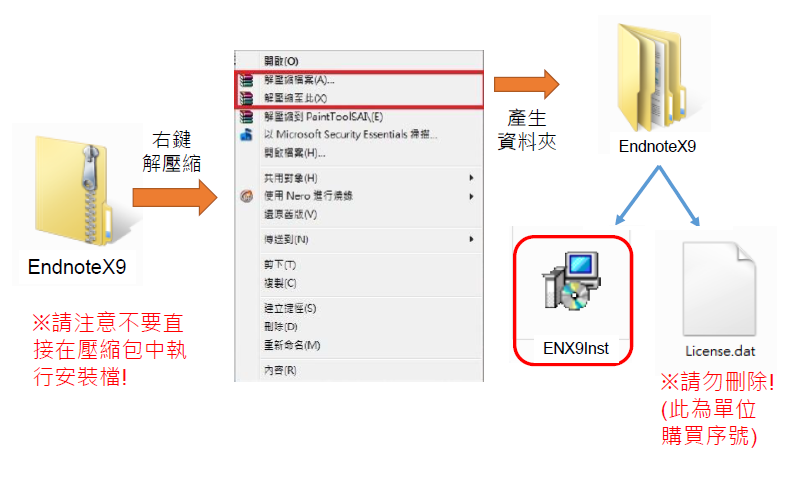 右鍵
解壓縮
EndnoteX9
※請注意不要直
接在壓縮包中執
行安裝檔!
開啟(O)
解壓縮檔案(A)...
解壓縮至此(X)
解壓縮到 PaintToolSAI\(E)
以 Microsoft Security Essentials 掃描...
開啟檔案(H)...
共用對象(H)
使用 Nero 進行燒錄
還原舊版(V)
傳送到(N)
剪下(T)
複製(C)
建立捷徑(S)
刪除(D)
重新命名(M)
內容(R)
產生
資料夾
EndnoteX9
ENX9Inst
License.dat
※請勿刪除!
(此為單位
購買序號)